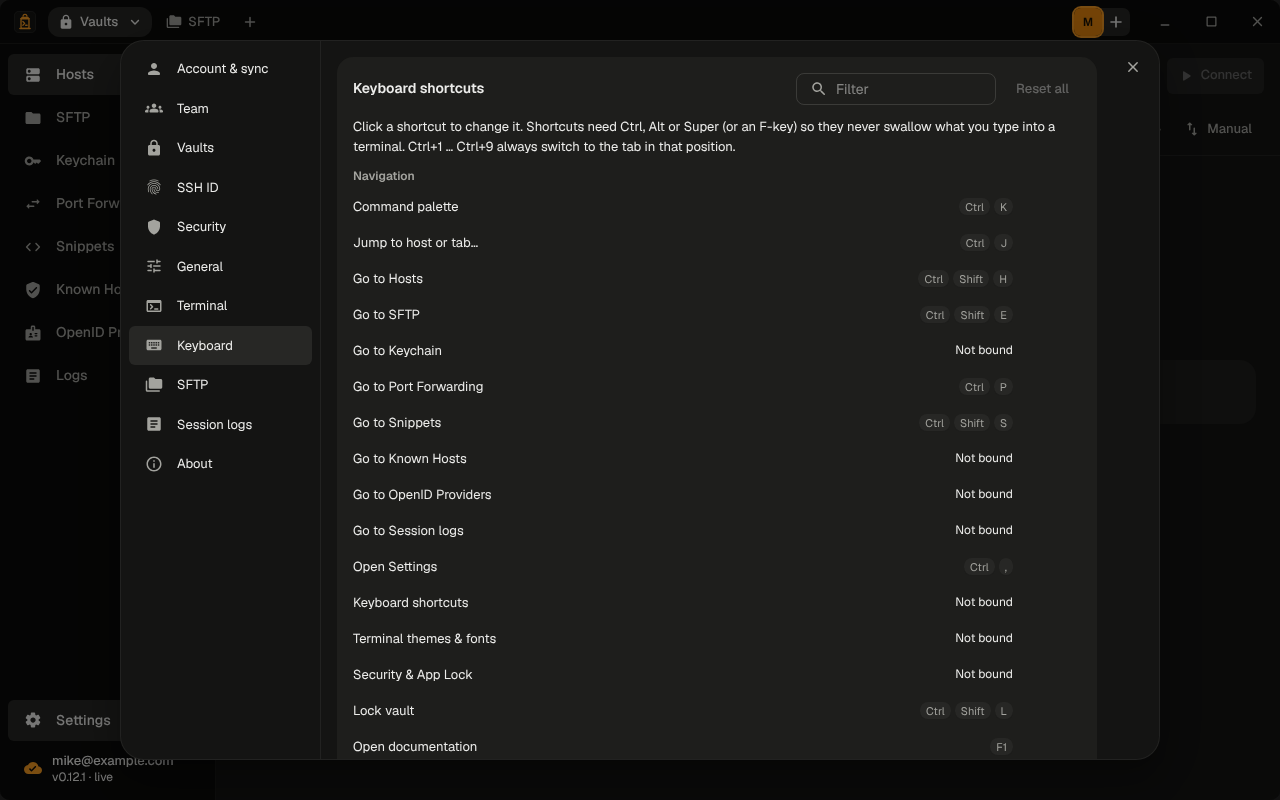 Vaults
SFTP
M
Hosts
SFTP
Keychain
Port Forw
Snippets
Known Ho
OpenID Pr
Logs
Settings
mike@example.com
v0.12.1 · live
Connect
Manual
Account & sync
Team
Vaults
SSH ID
Security
General
Terminal
Keyboard
SFTP
Session logs
About
Keyboard shortcuts
Filter
Reset all
Click a shortcut to change it. Shortcuts need Ctrl, Alt or Super (or an F-key) so they never swallow what you type into a
terminal. Ctrl+1 … Ctrl+9 always switch to the tab in that position.
Navigation
Command palette Ctrl K
Jump to host or tab… Ctrl J
Go to Hosts Ctrl Shift H
Go to SFTP Ctrl Shift E
Go to Keychain Not bound
Go to Port Forwarding Ctrl P
Go to Snippets Ctrl Shift S
Go to Known Hosts Not bound
Go to OpenID Providers Not bound
Go to Session logs Not bound
Open Settings Ctrl ,
Keyboard shortcuts Not bound
Terminal themes & fonts Not bound
Security & App Lock Not bound
Lock vault Ctrl Shift L
Open documentation F1